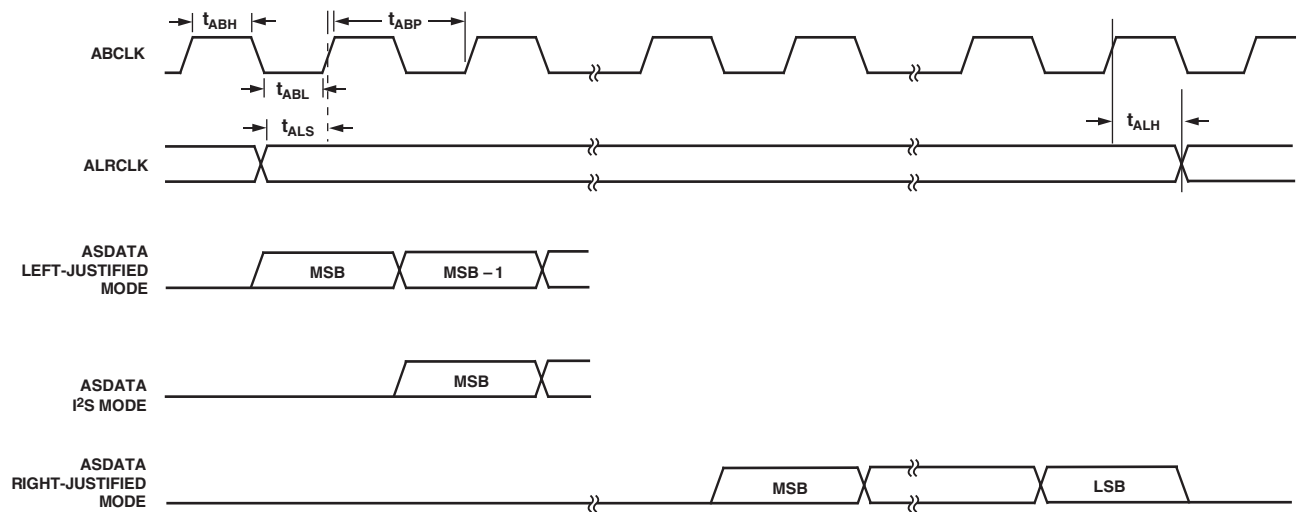 tABH
tABP
ABCLK
tABL
tALS
tALH
ALRCLK
ASDATA
LEFT-JUSTIFIED
MODE
MSB
MSB – 1
ASDATA
I²S MODE
MSB
ASDATA
RIGHT-JUSTIFIED
MODE
MSB
LSB